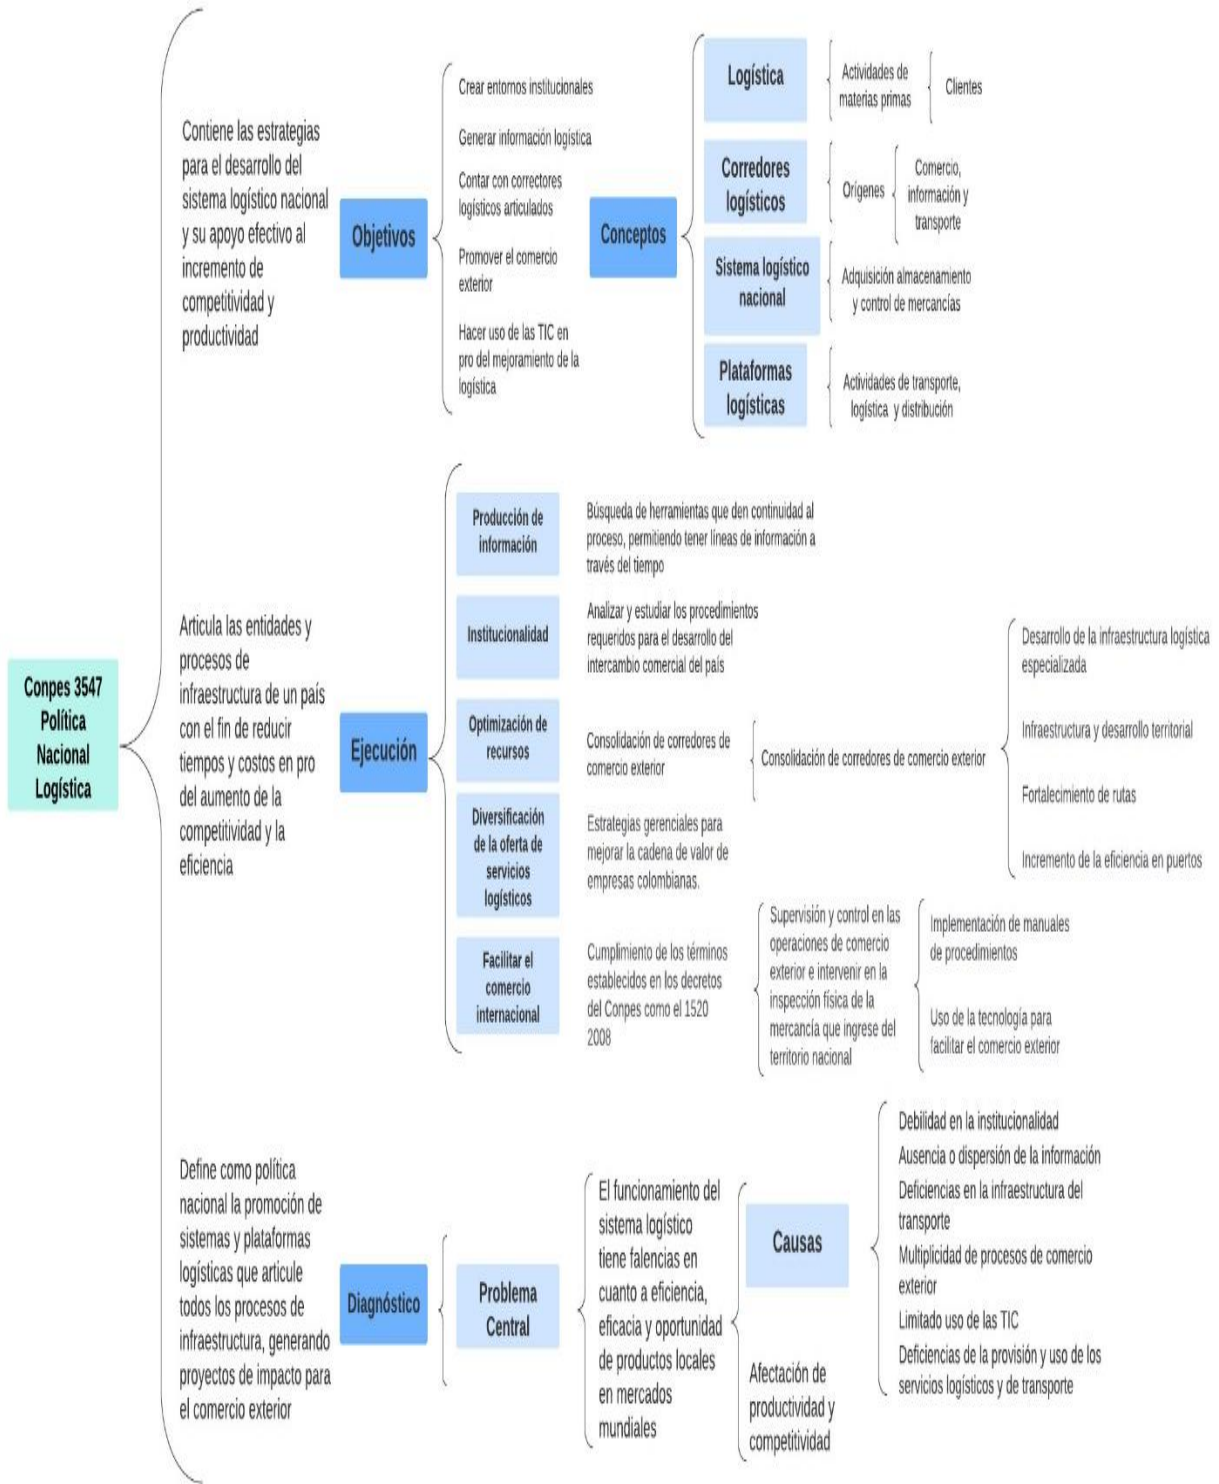 Conpes 3547
Política
Nacional
Logística
Contiene las estrategias
para el desarrollo del
sistema logístico nacional
y su apoyo efectivo al
incremento de
competitividad y
productividad
Objetivos
Crear entornos institucionales
Generar información logística
Contar con correctores
logísticos articulados
Promover el comercio
exterior
Hacer uso de las TIC en
pro del mejoramiento de la
logística
Conceptos
Logística
Actividades de
materias primas
Clientes
Corredores
logísticos
Orígenes
Comercio,
información y
transporte
Sistema logístico
nacional
Adquisición almacenamiento
y control de mercancías
Plataformas
logísticas
Actividades de transporte,
logística y distribución
Articula las entidades y
procesos de
infraestructura de un país
con el fin de reducir
tiempos y costos en pro
del aumento de la
competitividad y la
eficiencia
Ejecución
Producción de
información
Búsqueda de herramientas que den continuidad al
proceso, permitiendo tener líneas de información a
través del tiempo
Institucionalidad
Analizar y estudiar los procedimientos
requeridos para el desarrollo del
intercambio comercial del país
Optimización de
recursos
Consolidación de corredores de
comercio exterior
Consolidación de corredores de comercio exterior
Desarrollo de la infraestructura logística
especializada
Infraestructura y desarrollo territorial
Fortalecimiento de rutas
Incremento de la eficiencia en puertos
Diversificación
de la oferta de
servicios
logísticos
Estrategias gerenciales para
mejorar la cadena de valor de
empresas colombianas.
Facilitar el
comercio
internacional
Cumplimiento de los términos
establecidos en los decretos
del Conpes como el 1520
2008
Supervisión y control en las
operaciones de comercio
exterior e intervenir en la
inspección física de la
mercancía que ingrese del
territorio nacional
Implementación de manuales
de procedimientos
Uso de la tecnología para
facilitar el comercio exterior
Define como política
nacional la promoción de
sistemas y plataformas
logísticas que articule
todos los procesos de
infraestructura, generando
proyectos de impacto para
el comercio exterior
Diagnóstico
Problema
Central
El funcionamiento del
sistema logístico
tiene falencias en
cuanto a eficiencia,
eficacia y oportunidad
de productos locales
en mercados
mundiales
Causas
Debilidad en la institucionalidad
Ausencia o dispersión de la información
Deficiencias en la infraestructura del
transporte
Multiplicidad de procesos de comercio
exterior
Limitado uso de las TIC
Deficiencias de la provisión y uso de los
servicios logísticos y de transporte
Afectación de
productividad y
competitividad